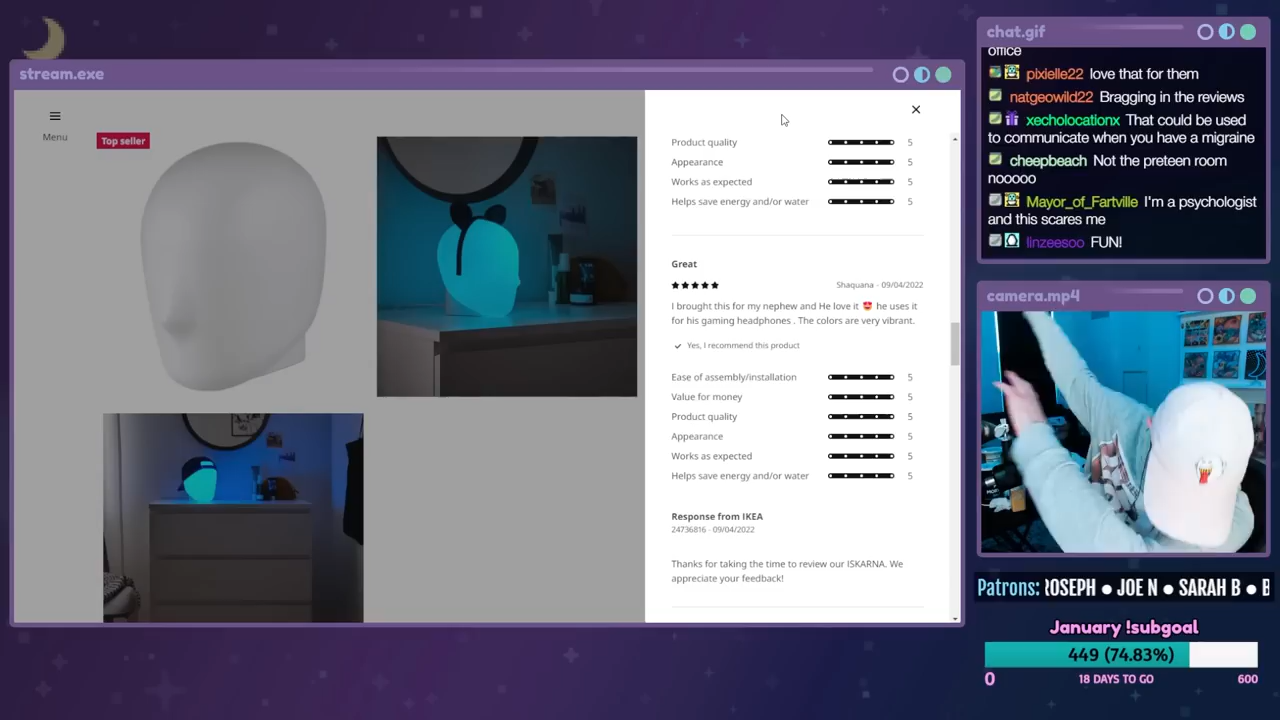 stream.exe
Menu
Top seller
Product quality 5
Appearance 5
Works as expected 5
Helps save energy and/or water 5
Great
Shaquana · 09/04/2022
I brought this for my nephew and He love it 😍 he uses it
for his gaming headphones . The colors are very vibrant.
Yes, I recommend this product
Ease of assembly/installation 5
Value for money 5
Product quality 5
Appearance 5
Works as expected 5
Helps save energy and/or water 5
Response from IKEA
24736816 · 09/04/2022
Thanks for taking the time to review our ISKARNA. We
appreciate your feedback!
chat.gif
office
pixielle22 love that for them
natgeowild22 Bragging in the reviews
xecholocationx That could be used
to communicate when you have a migraine
cheepbeach Not the preteen room
nooooo
Mayor_of_Fartville I'm a psychologist
and this scares me
linzeesoo FUN!
camera.mp4
Patrons: ROSEPH ● JOE N ● SARAH B ● B
January !subgoal
449 (74.83%)
0 18 DAYS TO GO 600